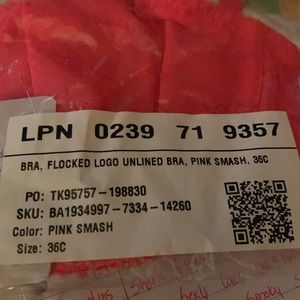 LPN 0239 71 9357
BRA, FLOCKED LOGO UNLINED BRA, PINK SMASH, 36C
PO: TK95757-198830
SKU: BA1934997-7334-14260
Color: PINK SMASH
Size: 36C